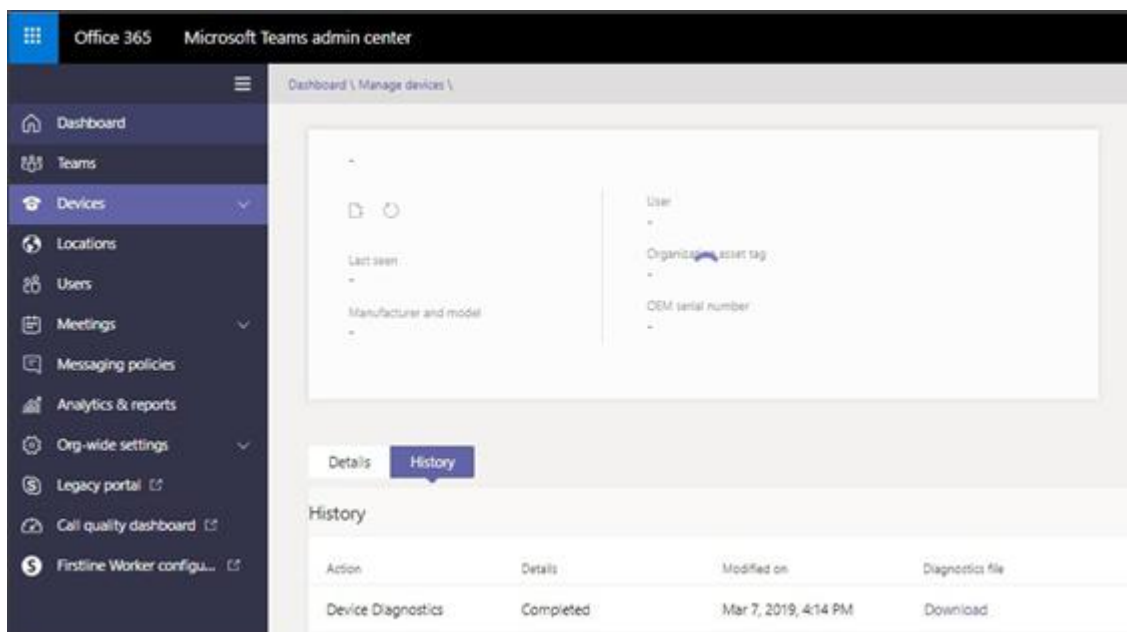 Office 365 Microsoft Teams admin center
Dashboard \ Manage devices \
Dashboard
Teams
Devices
Locations
Users
Meetings
Messaging policies
Analytics & reports
Org-wide settings
Legacy portal
Call quality dashboard
Firstline Worker configu...
-
Last seen
-
Manufacturer and model
-
User
-
Organization asset tag
-
OEM serial number
-
Details History
History
Action Details Modified on Diagnostics file
Device Diagnostics Completed Mar 7, 2019, 4:14 PM Download